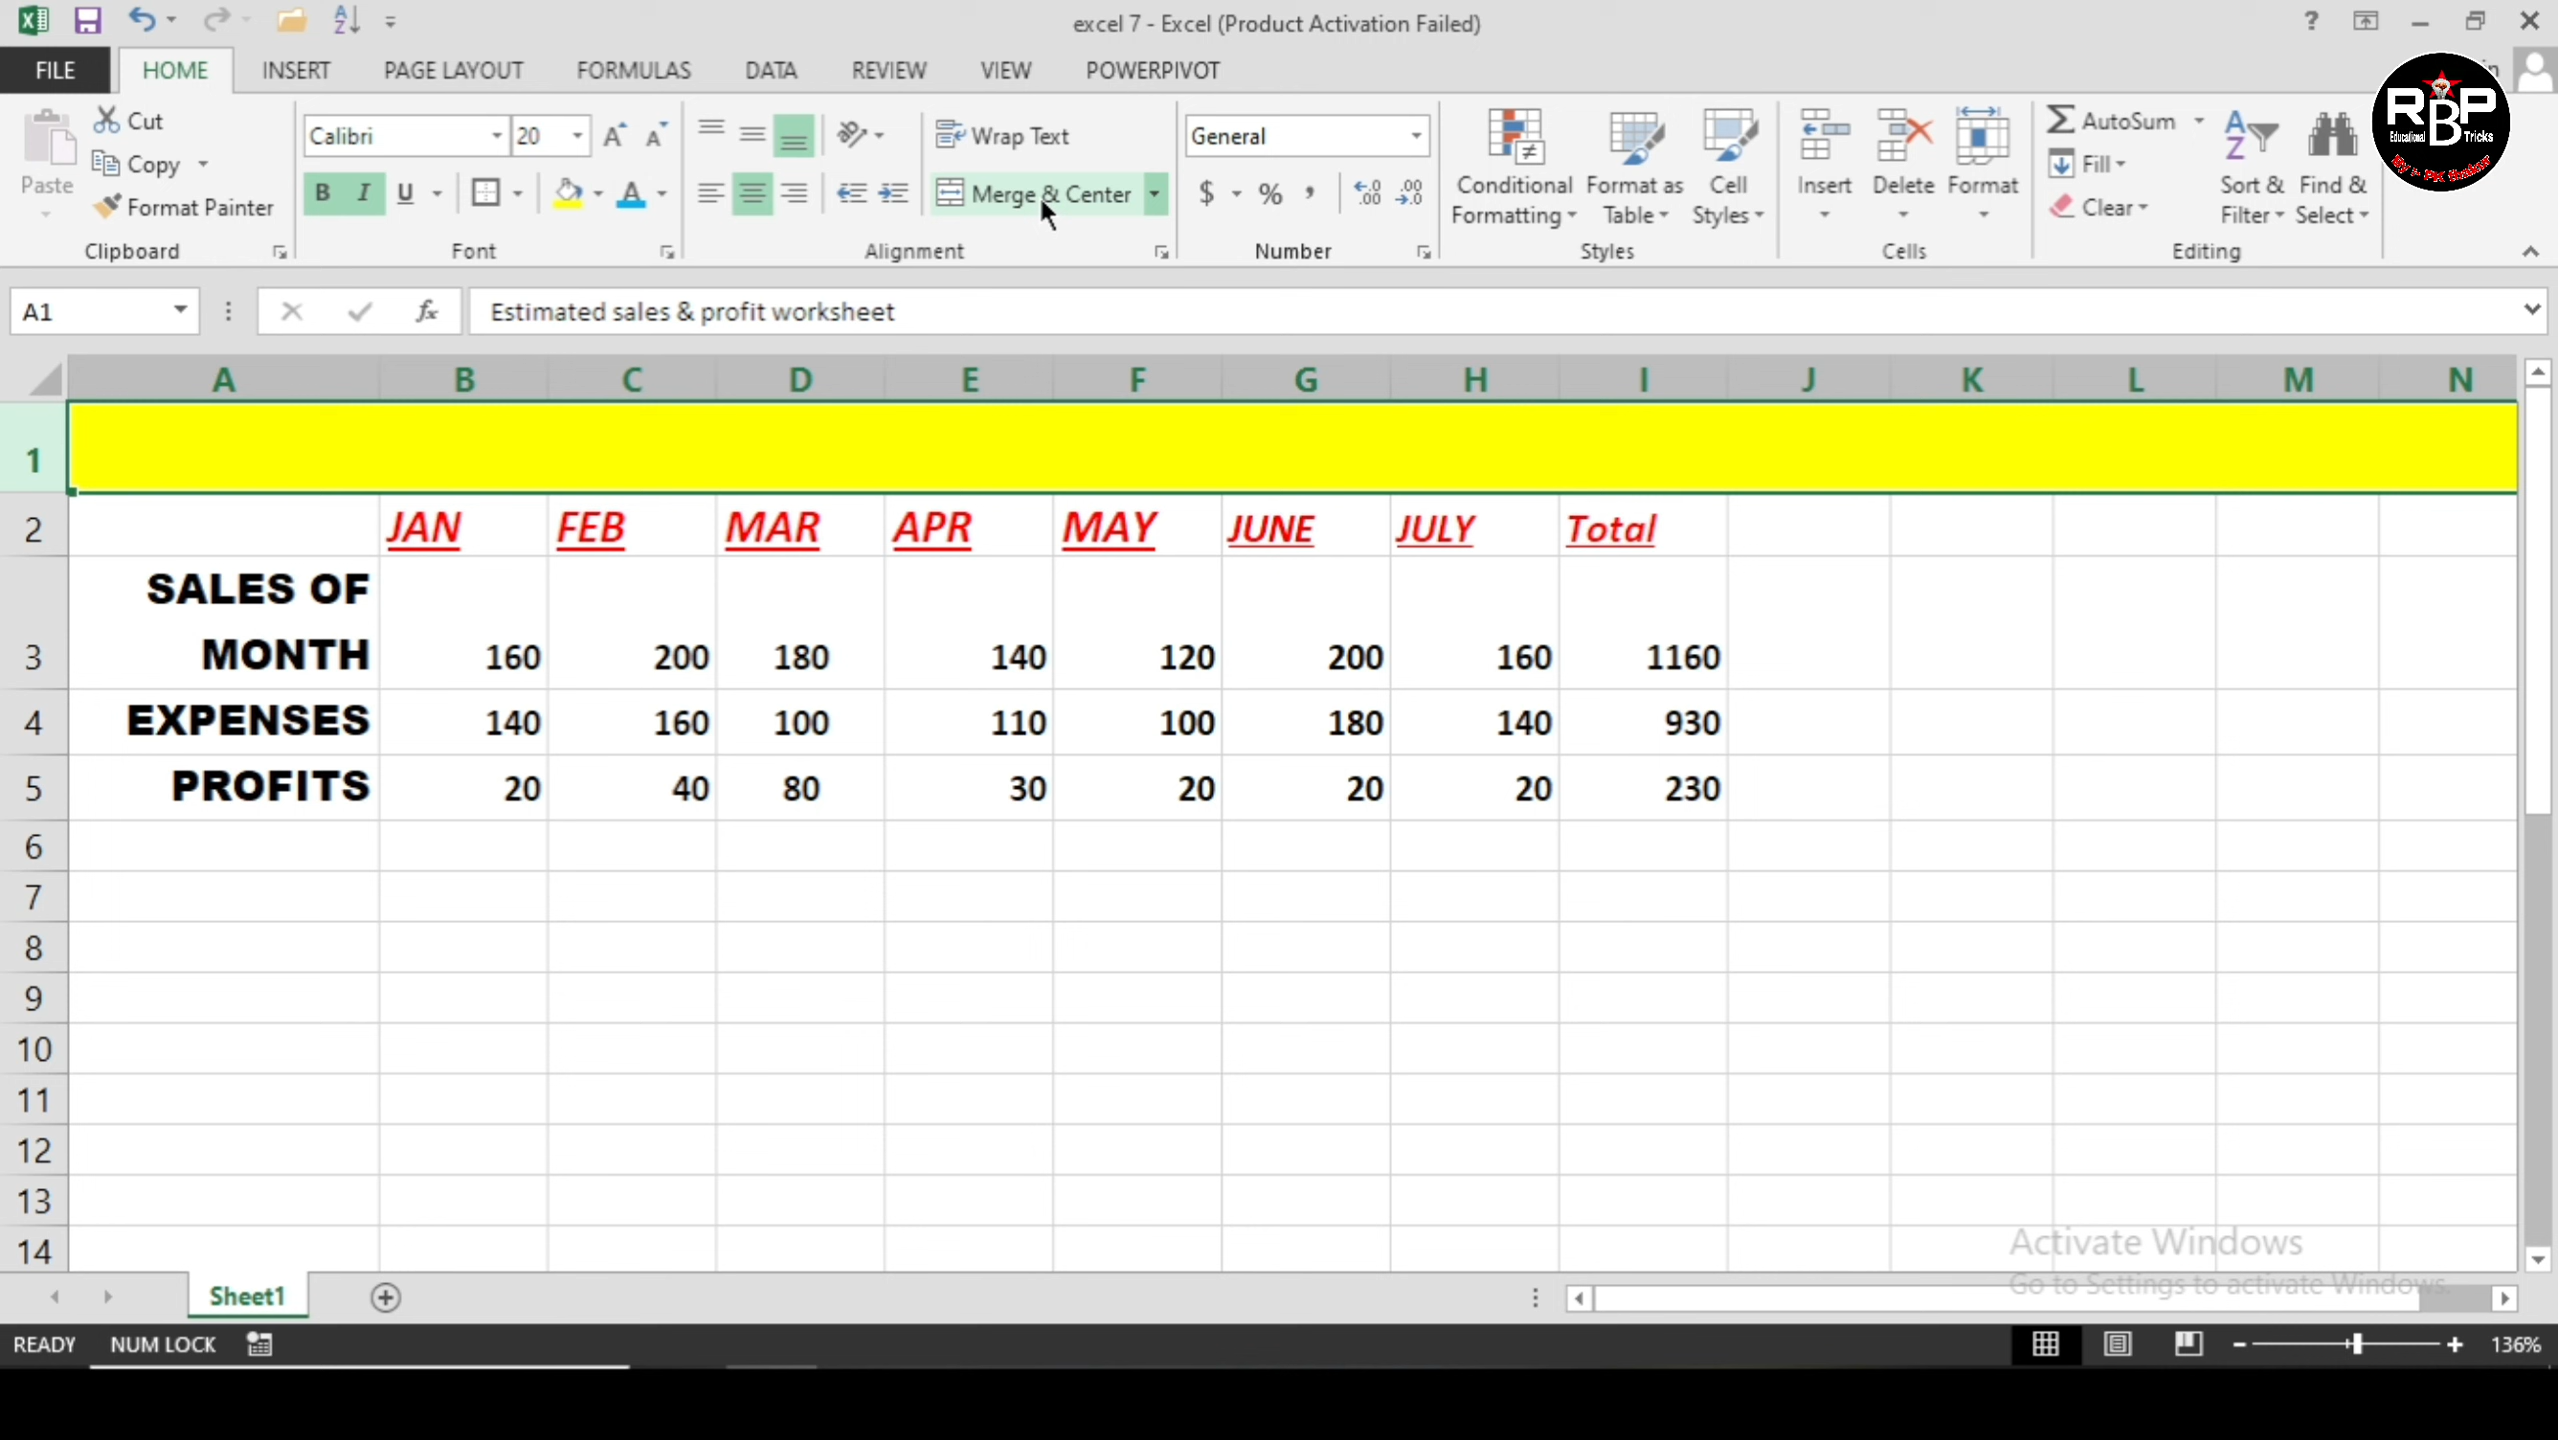 excel 7 - Excel (Product Activation Failed)
FILE HOME INSERT PAGE LAYOUT FORMULAS DATA REVIEW VIEW POWERPIVOT
RBP
Educational Tricks
Paste
Cut
Copy
Format Painter
Clipboard
Calibri 20
B I U
Font
Wrap Text
Merge & Center
Alignment
General
$ % ,
Number
Conditional Formatting
Format as Table
Cell Styles
Styles
Insert Delete Format
Cells
AutoSum
Fill
Clear
Sort & Filter
Find & Select
Editing
A1 fx Estimated sales & profit worksheet
A B C D E F G H I J K L M N
1
2 JAN FEB MAR APR MAY JUNE JULY Total
SALES OF
3 MONTH 160 200 180 140 120 200 160 1160
4 EXPENSES 140 160 100 110 100 180 140 930
5 PROFITS 20 40 80 30 20 20 20 230
6
7
8
9
10
11
12
13
14
Activate Windows
Go to Settings to activate Windows.
Sheet1
READY NUM LOCK 136%